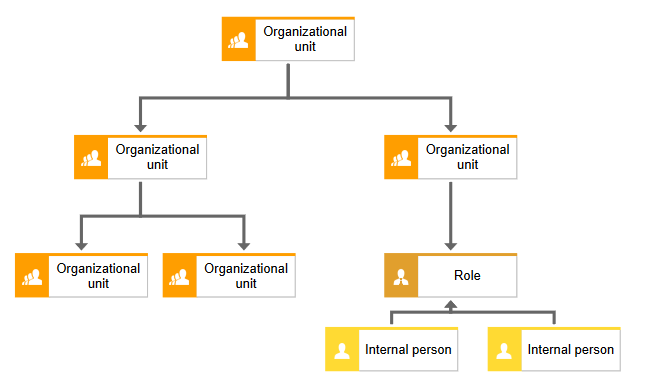 Organizational
unit
Organizational
unit
Organizational
unit
Organizational
unit
Organizational
unit
Role
Internal person
Internal person